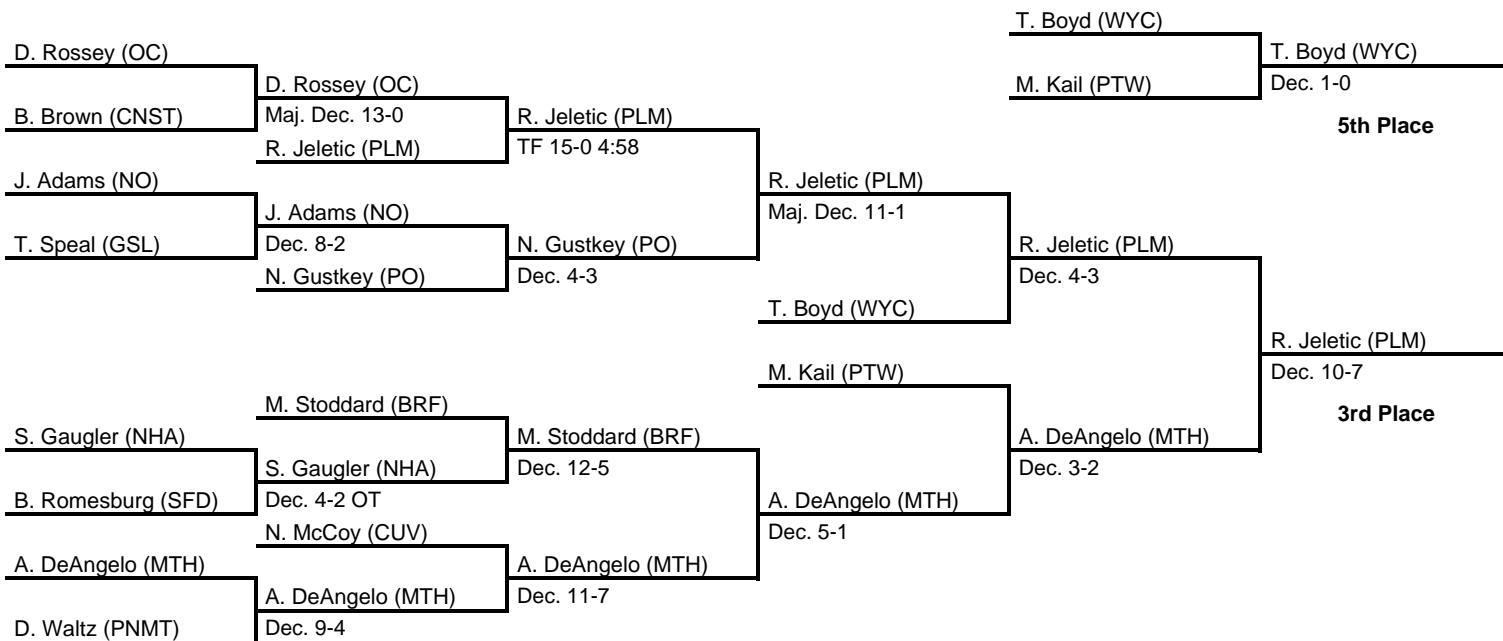 T. Boyd (WYC)
D. Rossey (OC)
T. Boyd (WYC)
D. Rossey (OC)
M. Kail (PTW)
Dec. 1-0
B. Brown (CNST)
Maj. Dec. 13-0
R. Jeletic (PLM)
5th Place
R. Jeletic (PLM)
TF 15-0 4:58
J. Adams (NO)
R. Jeletic (PLM)
J. Adams (NO)
Maj. Dec. 11-1
T. Speal (GSL)
Dec. 8-2
N. Gustkey (PO)
R. Jeletic (PLM)
N. Gustkey (PO)
Dec. 4-3
Dec. 4-3
T. Boyd (WYC)
R. Jeletic (PLM)
M. Kail (PTW)
Dec. 10-7
M. Stoddard (BRF)
3rd Place
S. Gaugler (NHA)
M. Stoddard (BRF)
A. DeAngelo (MTH)
S. Gaugler (NHA)
Dec. 12-5
Dec. 3-2
B. Romesburg (SFD)
Dec. 4-2 OT
A. DeAngelo (MTH)
N. McCoy (CUV)
Dec. 5-1
A. DeAngelo (MTH)
A. DeAngelo (MTH)
A. DeAngelo (MTH)
Dec. 11-7
D. Waltz (PNMT)
Dec. 9-4